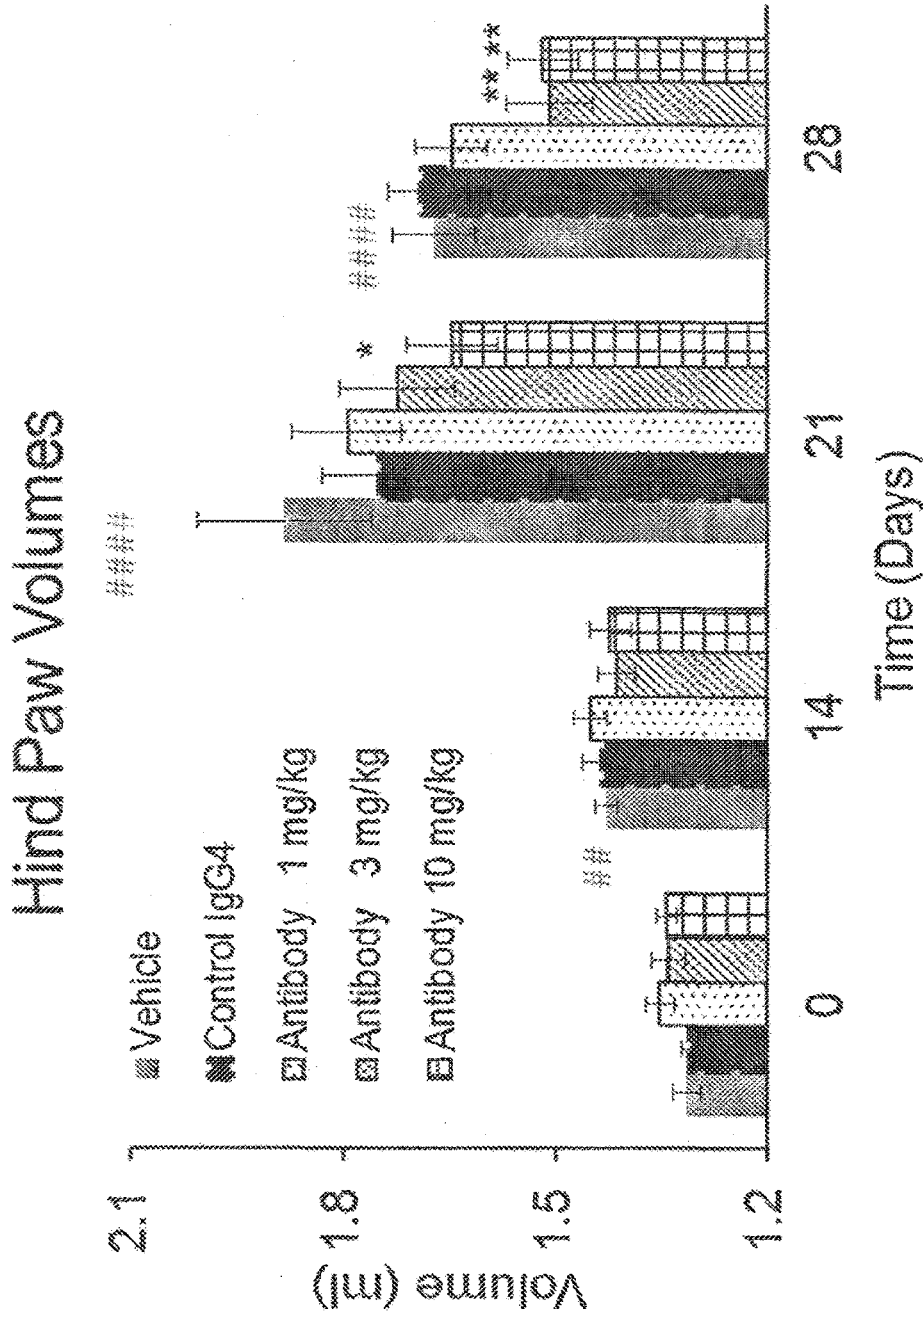 Hind Paw Volumes
Volume (ml)
2.1
1.8
1.5
1.2
Vehicle
Control IgG4
Antibody 1 mg/kg
Antibody 3 mg/kg
Antibody 10 mg/kg
##
####
*
####
** **
0 14 21 28
Time (Days)